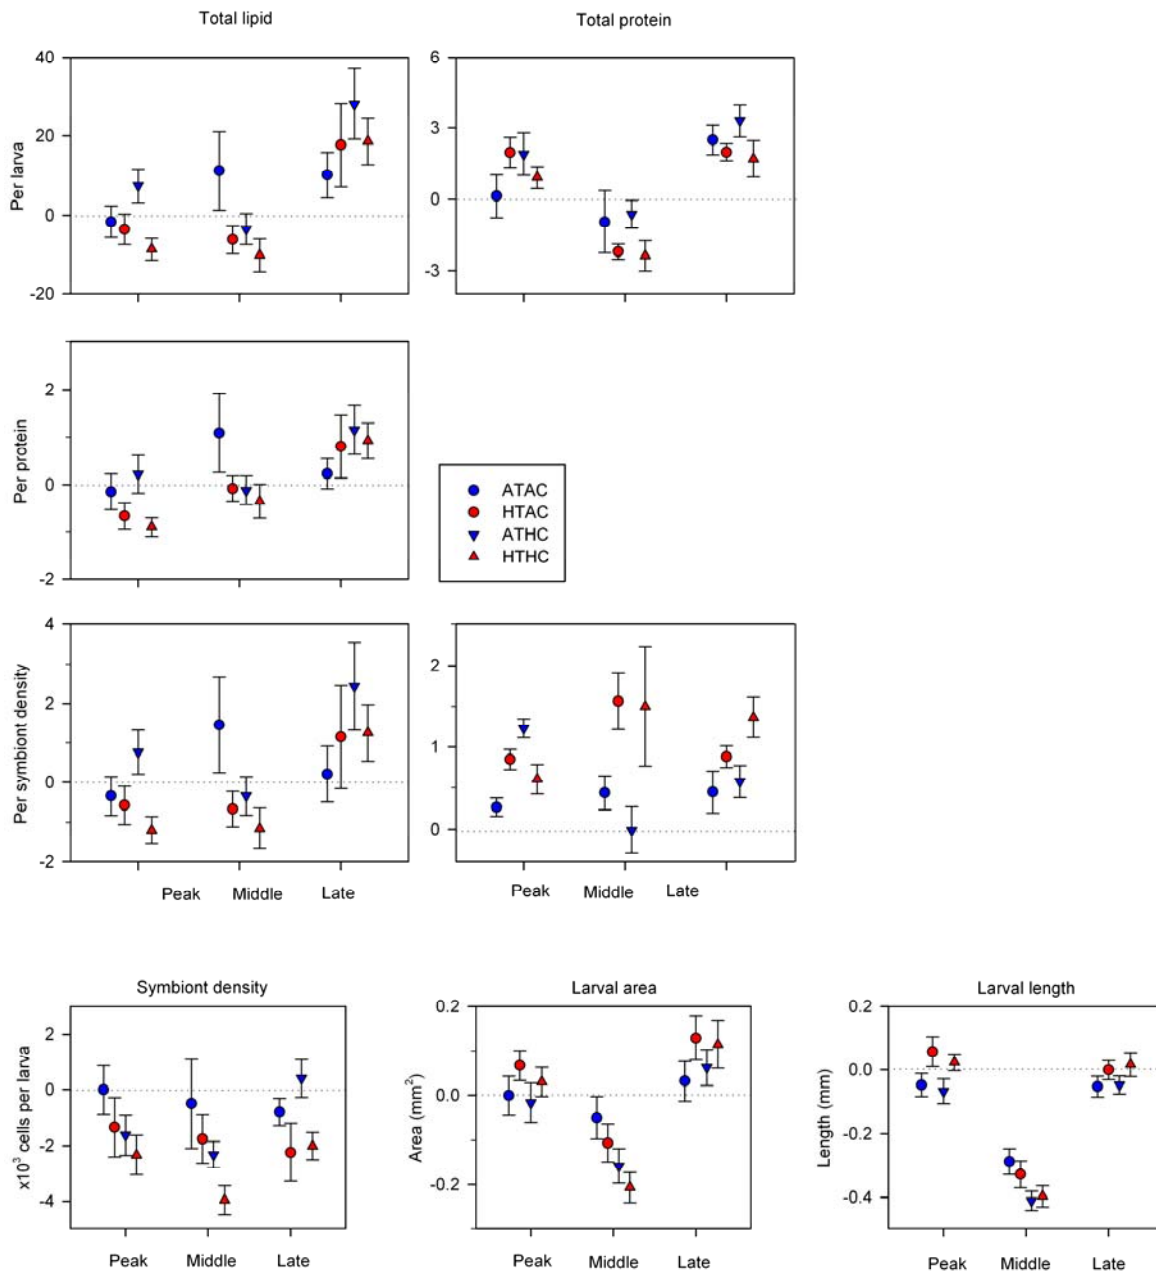 Total lipid
Total protein
Per larva
40
20
0
-20
6
3
0
-3
Per protein
2
0
-2
ATAC
HTAC
ATHC
HTHC
Per symbiont density
4
2
0
-2
2
1
0
Peak Middle Late
Peak Middle Late
Symbiont density
Larval area
Larval length
x10³ cells per larva
2
0
-2
-4
Peak Middle Late
Area (mm²)
0.2
0.0
-0.2
Peak Middle Late
Length (mm)
0.2
0.0
-0.2
-0.4
Peak Middle Late